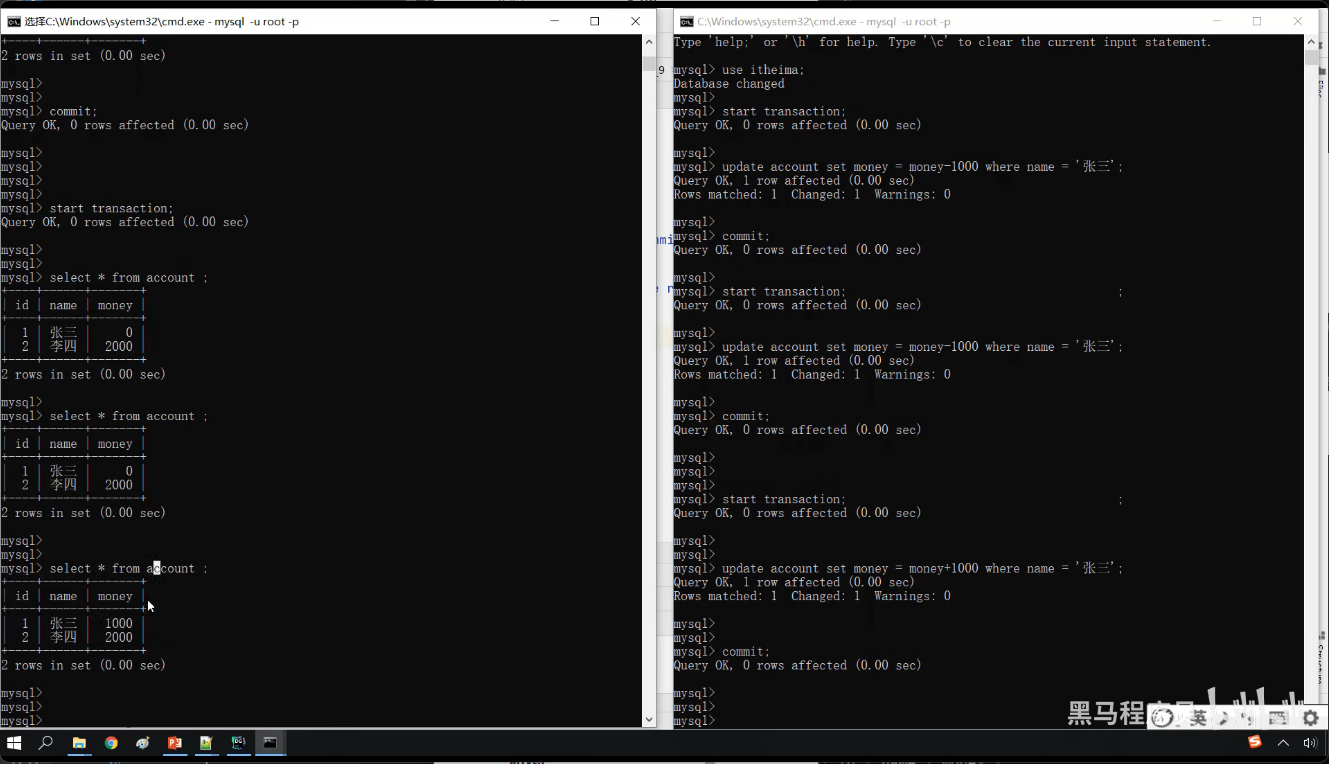 选择C:\Windows\system32\cmd.exe - mysql  -u root -p
+----+------+-------+
2 rows in set (0.00 sec)
mysql>
mysql>
mysql> commit;
Query OK, 0 rows affected (0.00 sec)
mysql>
mysql>
mysql>
mysql>
mysql> start transaction;
Query OK, 0 rows affected (0.00 sec)
mysql>
mysql>
mysql> select * from account ;
+----+------+-------+
| id | name | money |
+----+------+-------+
|  1 | 张三 |     0 |
|  2 | 李四 |  2000 |
+----+------+-------+
2 rows in set (0.00 sec)
mysql>
mysql> select * from account ;
+----+------+-------+
| id | name | money |
+----+------+-------+
|  1 | 张三 |     0 |
|  2 | 李四 |  2000 |
+----+------+-------+
2 rows in set (0.00 sec)
mysql>
mysql>
mysql> select * from account ;
+----+------+-------+
| id | name | money |
+----+------+-------+
|  1 | 张三 |  1000 |
|  2 | 李四 |  2000 |
+----+------+-------+
2 rows in set (0.00 sec)
mysql>
mysql>
mysql>
C:\Windows\system32\cmd.exe - mysql  -u root -p
Type 'help;' or '\h' for help. Type '\c' to clear the current input statement.
mysql> use itheima;
Database changed
mysql>
mysql> start transaction;
Query OK, 0 rows affected (0.00 sec)
mysql>
mysql> update account set money = money-1000 where name = '张三';
Query OK, 1 row affected (0.00 sec)
Rows matched: 1  Changed: 1  Warnings: 0
mysql>
mysql> commit;
Query OK, 0 rows affected (0.00 sec)
mysql>
mysql> start transaction; ;
Query OK, 0 rows affected (0.00 sec)
mysql>
mysql> update account set money = money-1000 where name = '张三';
Query OK, 1 row affected (0.00 sec)
Rows matched: 1  Changed: 1  Warnings: 0
mysql>
mysql> commit;
Query OK, 0 rows affected (0.00 sec)
mysql>
mysql>
mysql>
mysql> start transaction; ;
Query OK, 0 rows affected (0.00 sec)
mysql>
mysql>
mysql> update account set money = money+1000 where name = '张三';
Query OK, 1 row affected (0.00 sec)
Rows matched: 1  Changed: 1  Warnings: 0
mysql>
mysql>
mysql> commit;
Query OK, 0 rows affected (0.00 sec)
mysql>
mysql>
mysql>
黑马程
英